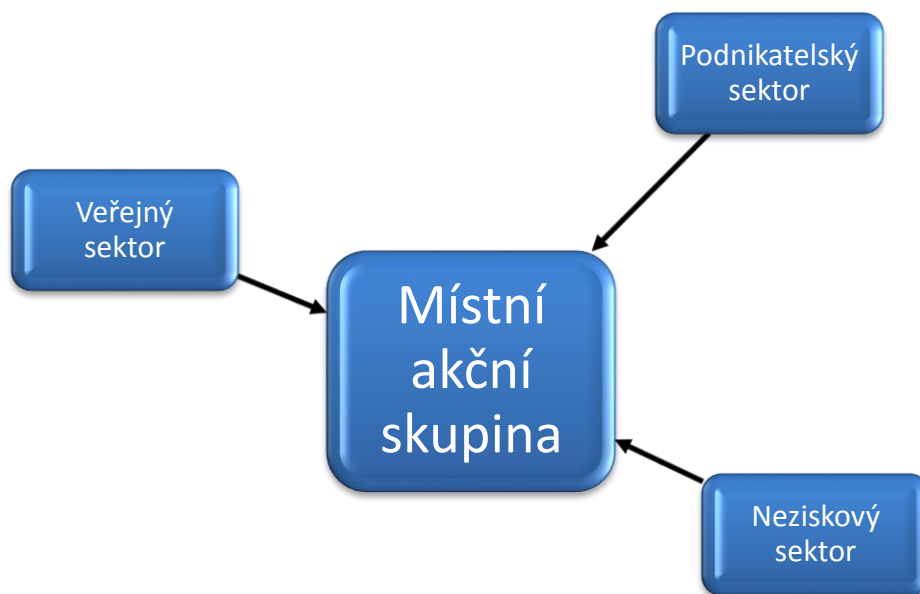 Podnikatelský
sektor
Veřejný
sektor
Místní
akční
skupina
Neziskový
sektor